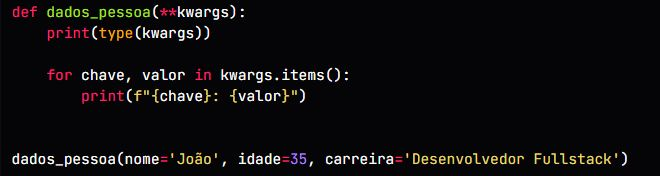 def dados_pessoa(**kwargs):
    print(type(kwargs))

    for chave, valor in kwargs.items():
        print(f"{chave}: {valor}")


dados_pessoa(nome='João', idade=35, carreira='Desenvolvedor Fullstack')